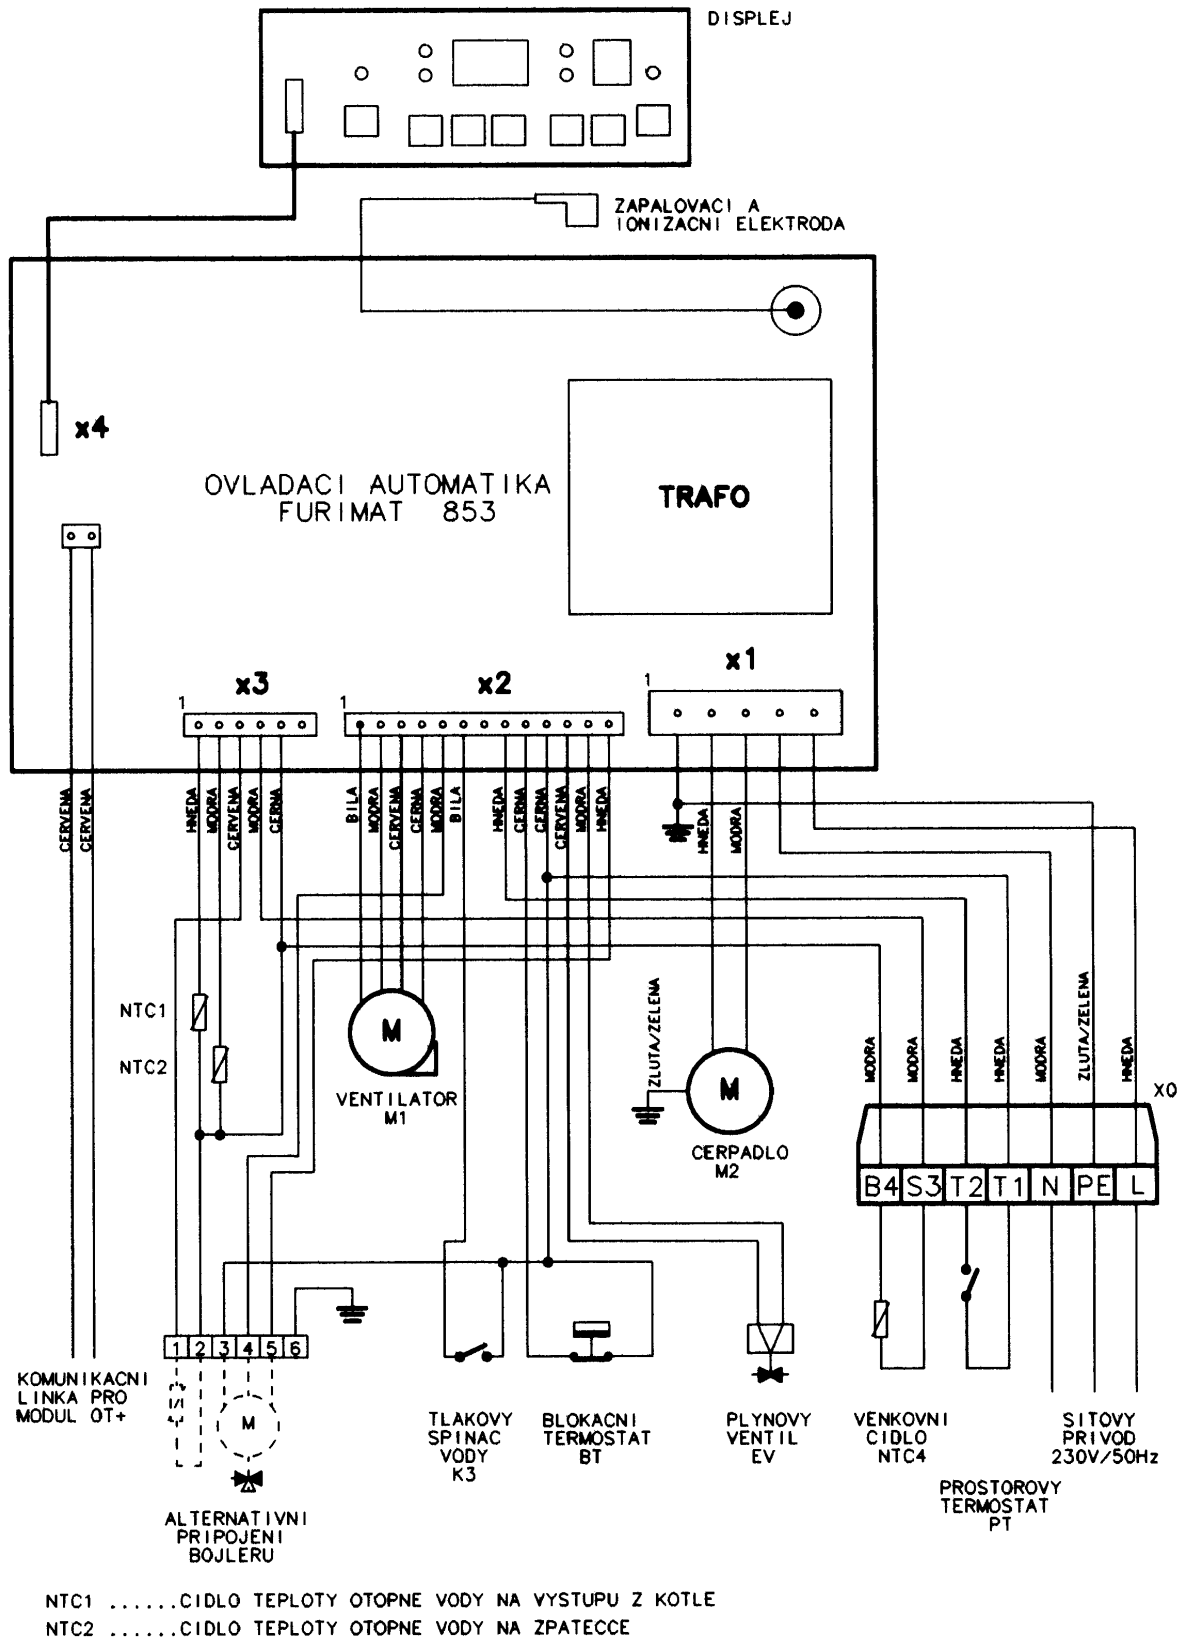 DISPLEJ
ZAPALOVACI A
IONIZACNI ELEKTRODA
x4
OVLADACI AUTOMATIKA
FURIMAT 853
TRAFO
x3
x2
x1
1
1
1
CERVENA
CERVENA
HNEDA
MODRA
CERVENA
MODRA
CERNA
BILA
MODRA
CERVENA
CERNA
MODRA
BILA
HNEDA
CERNA
CERNA
CERVENA
MODRA
HNEDA
HNEDA
MODRA
NTC1
NTC2
M
VENTILATOR
M1
ZLUTA/ZELENA
M
CERPADLO
M2
MODRA
MODRA
HNEDA
HNEDA
MODRA
ZLUTA/ZELENA
HNEDA
X0
B4 S3 T2 T1 N PE L
1 2 3 4 5 6
M
KOMUNIKACNI
LINKA PRO
MODUL OT+
ALTERNATIVNI
PRIPOJENI
BOJLERU
TLAKOVY
SPINAC
VODY
K3
BLOKACNI
TERMOSTAT
BT
PLYNOVY
VENTIL
EV
VENKOVNI
CIDLO
NTC4
PROSTOROVY
TERMOSTAT
PT
SITOVY
PRIVOD
230V/50Hz
NTC1 ......CIDLO TEPLOTY OTOPNE VODY NA VYSTUPU Z KOTLE
NTC2 ......CIDLO TEPLOTY OTOPNE VODY NA ZPATECCE